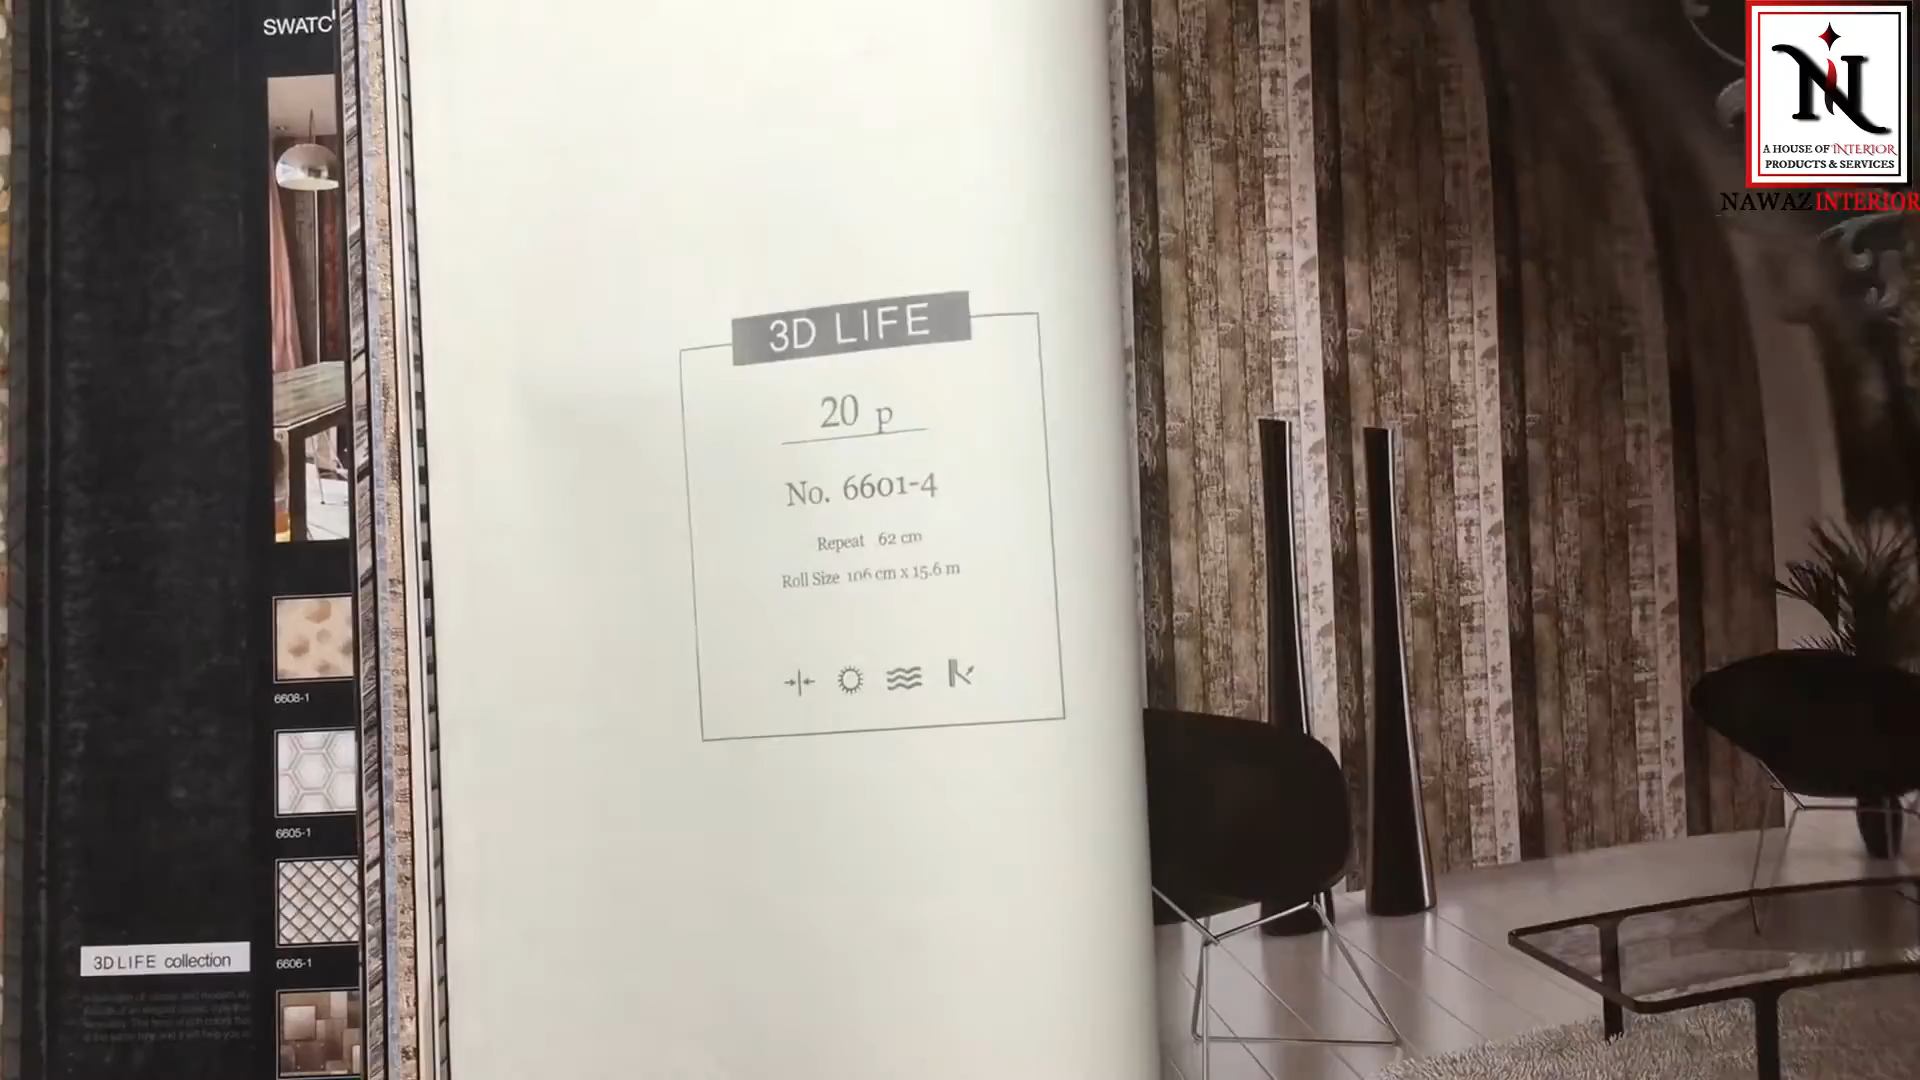 SWATC
3D LIFE
20 p
No. 6601-4
Repeat 62 cm
Roll Size 106 cm x 15.6 m
6608-1
6605-1
6606-1
3D LIFE collection
NI
A HOUSE OF INTERIOR
PRODUCTS & SERVICES
NAWAZ INTERIOR